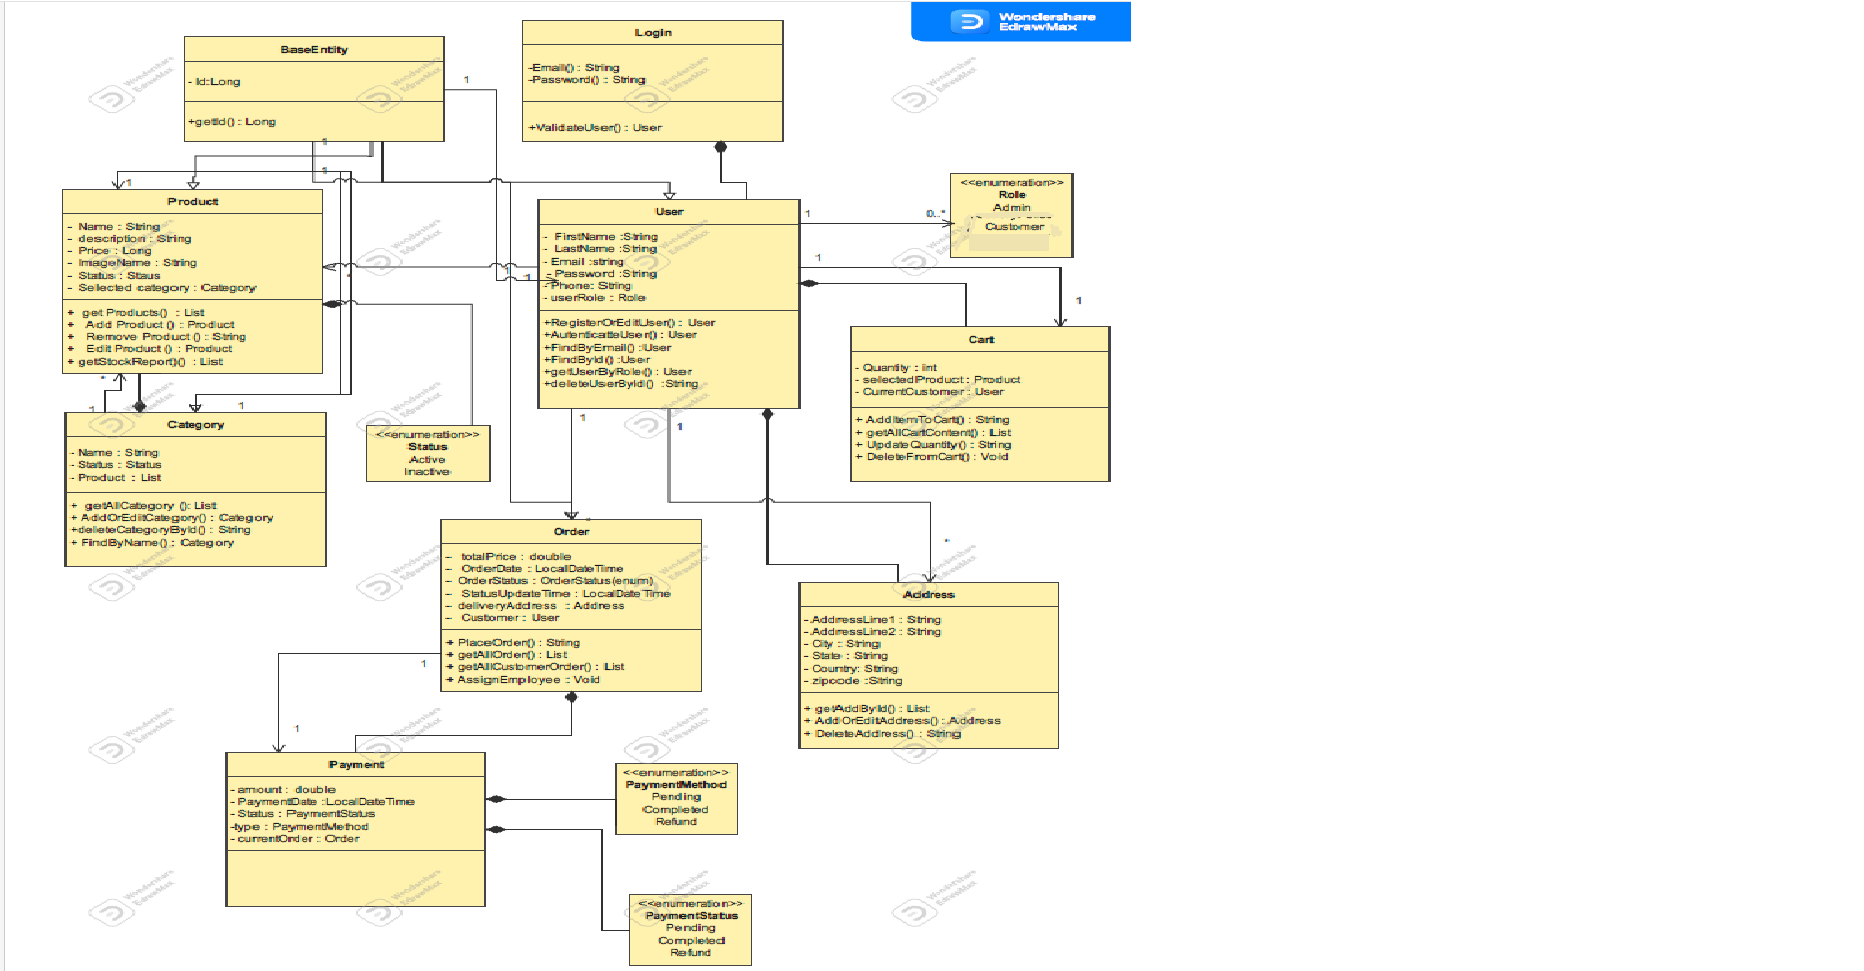 Wondershare
EdrawMax
BaseEntity
- Id:Long
+getId() : Long
Login
-Email() : String
-Password() : String
+ValidateUser() : User
1
1
1
1
Product
- Name : String
- description : String
- Price : Long
- ImageName : String
- Status : Staus
- Sellected category : Category
+ get Products() : List
+ Add Product () : Product
+ Remove Product() : String
+ Edit Product () : Product
+ getStockReport)() : List
User
- FirstName :String
- LastName :String
- Email :string
- Password :String
- Phone: String
- userRole : Role
+RegisterOrEditUser() : User
+AutenticatteUser() : User
+FindByEmail() :User
+FindById() :User
+getUserByRole() : User
+deleteUserById() :String
1
0..*
<<enumeration>>
Role
Admin
Customer
1
1
1
1
*
Cart
- Quantity : int
- sellectedProduct : Product
- CurrentCustomer : User
+ AddItemToCart() : String
+ getAllCartContent() : List
+ Update Quantity() : String
+ DeleteFromCart() : Void
*
1
1
Category
- Name : String
- Status : Status
- Product : List
+ getAllCategory (): List
+ AddOrEditCategory() : Category
+delleteCategoryById() : String
+ FindByName() : Category
<<enumeration>>
Status
Active
Inactive
1
1
*
Order
- totalPrice : double
- OrderDate : LocalDateTime
- OrderStatus : OrderStatus(enum)
- StatusUpdateTime : LocalDateTime
- delliveryAddress : Address
- Customer : User
+ PlaceOrder() : String
+ getAllOrder() : List
+ getAllCustomerOrder() : List
+ AssignEmployee : Void
Address
- AddressLine1 : String
- AddressLine2 : String
- City : String
- State : String
- Country: String
- zipcode :String
+ getAddById() : List
+ AddOrEditAddress() : Address
+ DeleteAddress() : String
1
1
Payment
- amount : double
- PaymentDate :LocalDateTime
- Status : PaymentStatus
-type : PaymentMethod
- currentOrder : Order
<<enumeration>>
PaymentMethod
Pending
Completed
Refund
<<enumeration>>
PaymentStatus
Pending
Completed
Refund